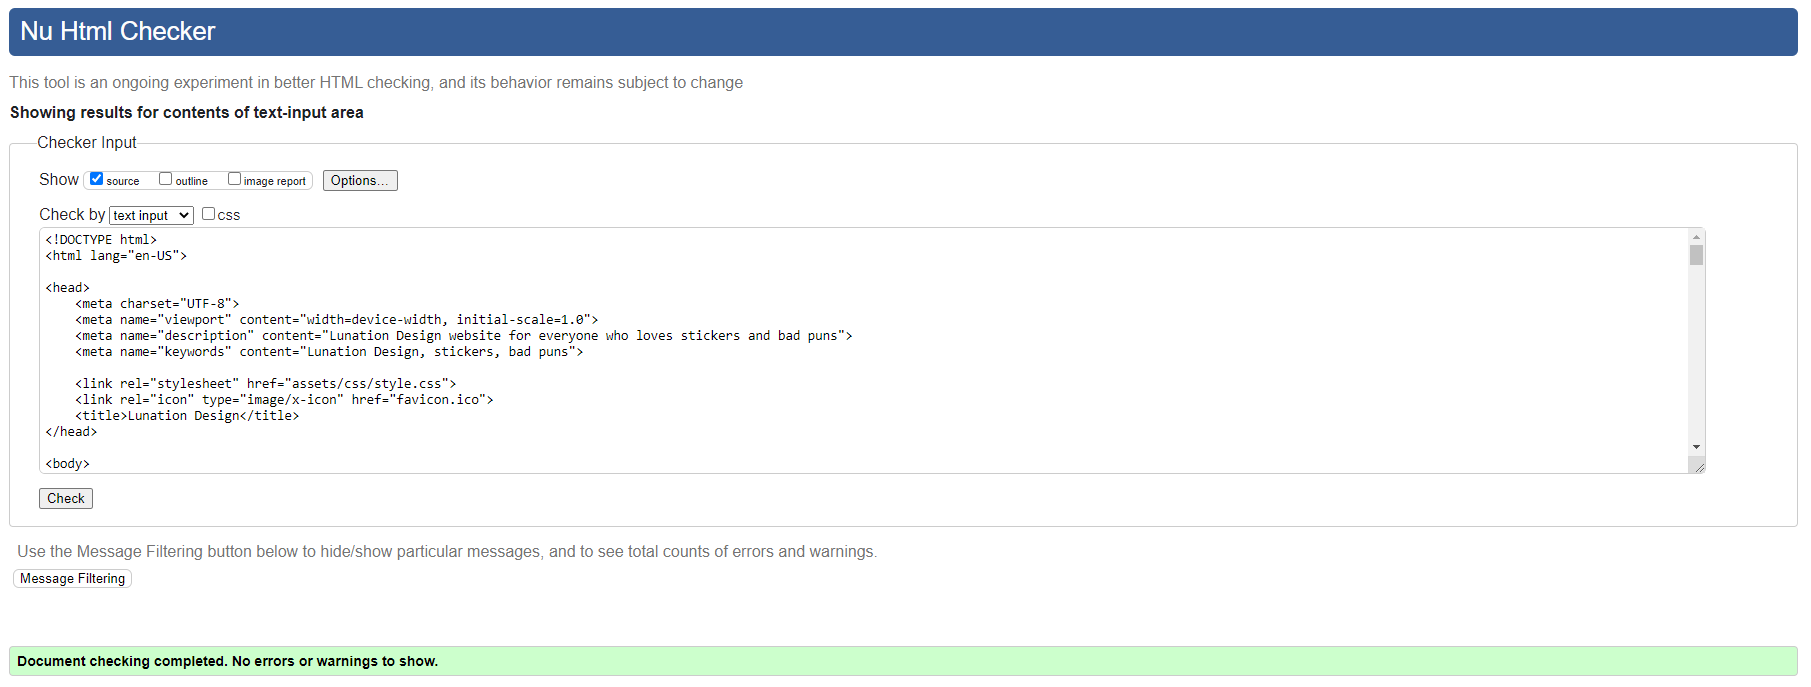 Nu Html Checker
This tool is an ongoing experiment in better HTML checking, and its behavior remains subject to change
Showing results for contents of text-input area
Checker Input
Show source outline image report Options...
Check by text input css
<!DOCTYPE html>
<html lang="en-US">
<head>
<meta charset="UTF-8">
<meta name="viewport" content="width=device-width, initial-scale=1.0">
<meta name="description" content="Lunation Design website for everyone who loves stickers and bad puns">
<meta name="keywords" content="Lunation Design, stickers, bad puns">
<link rel="stylesheet" href="assets/css/style.css">
<link rel="icon" type="image/x-icon" href="favicon.ico">
<title>Lunation Design</title>
</head>
<body>
Check
Use the Message Filtering button below to hide/show particular messages, and to see total counts of errors and warnings.
Message Filtering
Document checking completed. No errors or warnings to show.